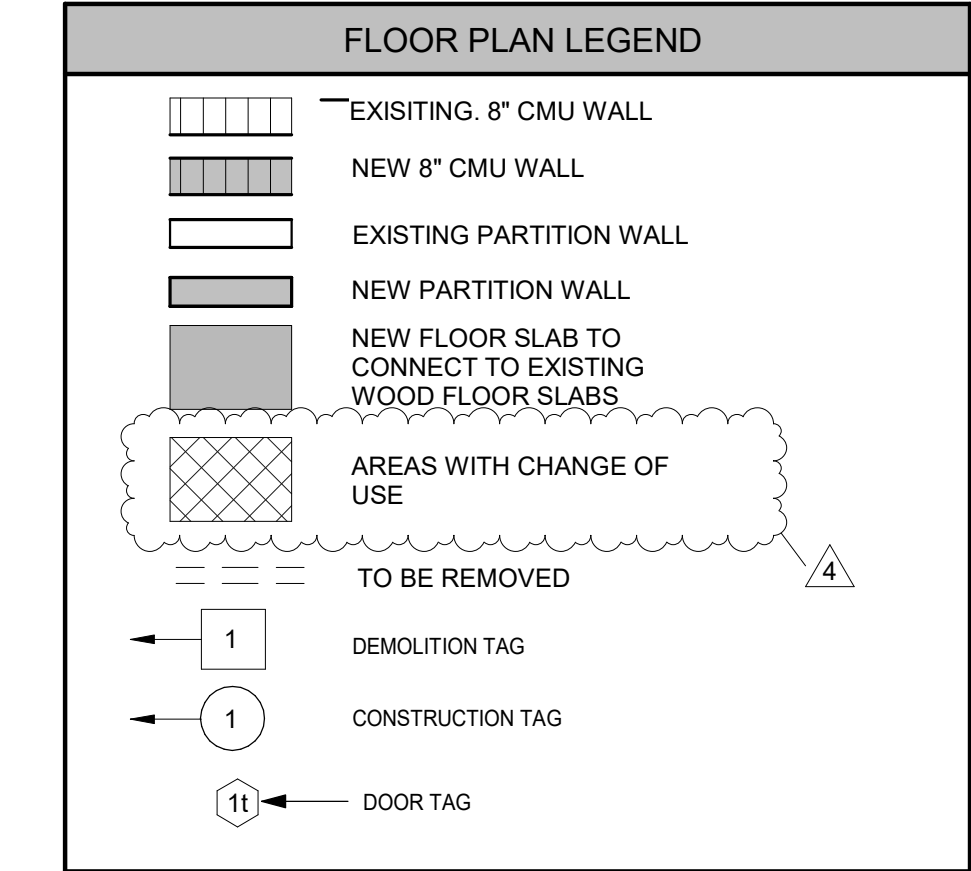 FLOOR PLAN LEGEND
EXISITING. 8" CMU WALL
NEW 8" CMU WALL
EXISTING PARTITION WALL
NEW PARTITION WALL
NEW FLOOR SLAB TO
CONNECT TO EXISTING
WOOD FLOOR SLABS
AREAS WITH CHANGE OF
USE
4
TO BE REMOVED
1 DEMOLITION TAG
1 CONSTRUCTION TAG
1t DOOR TAG